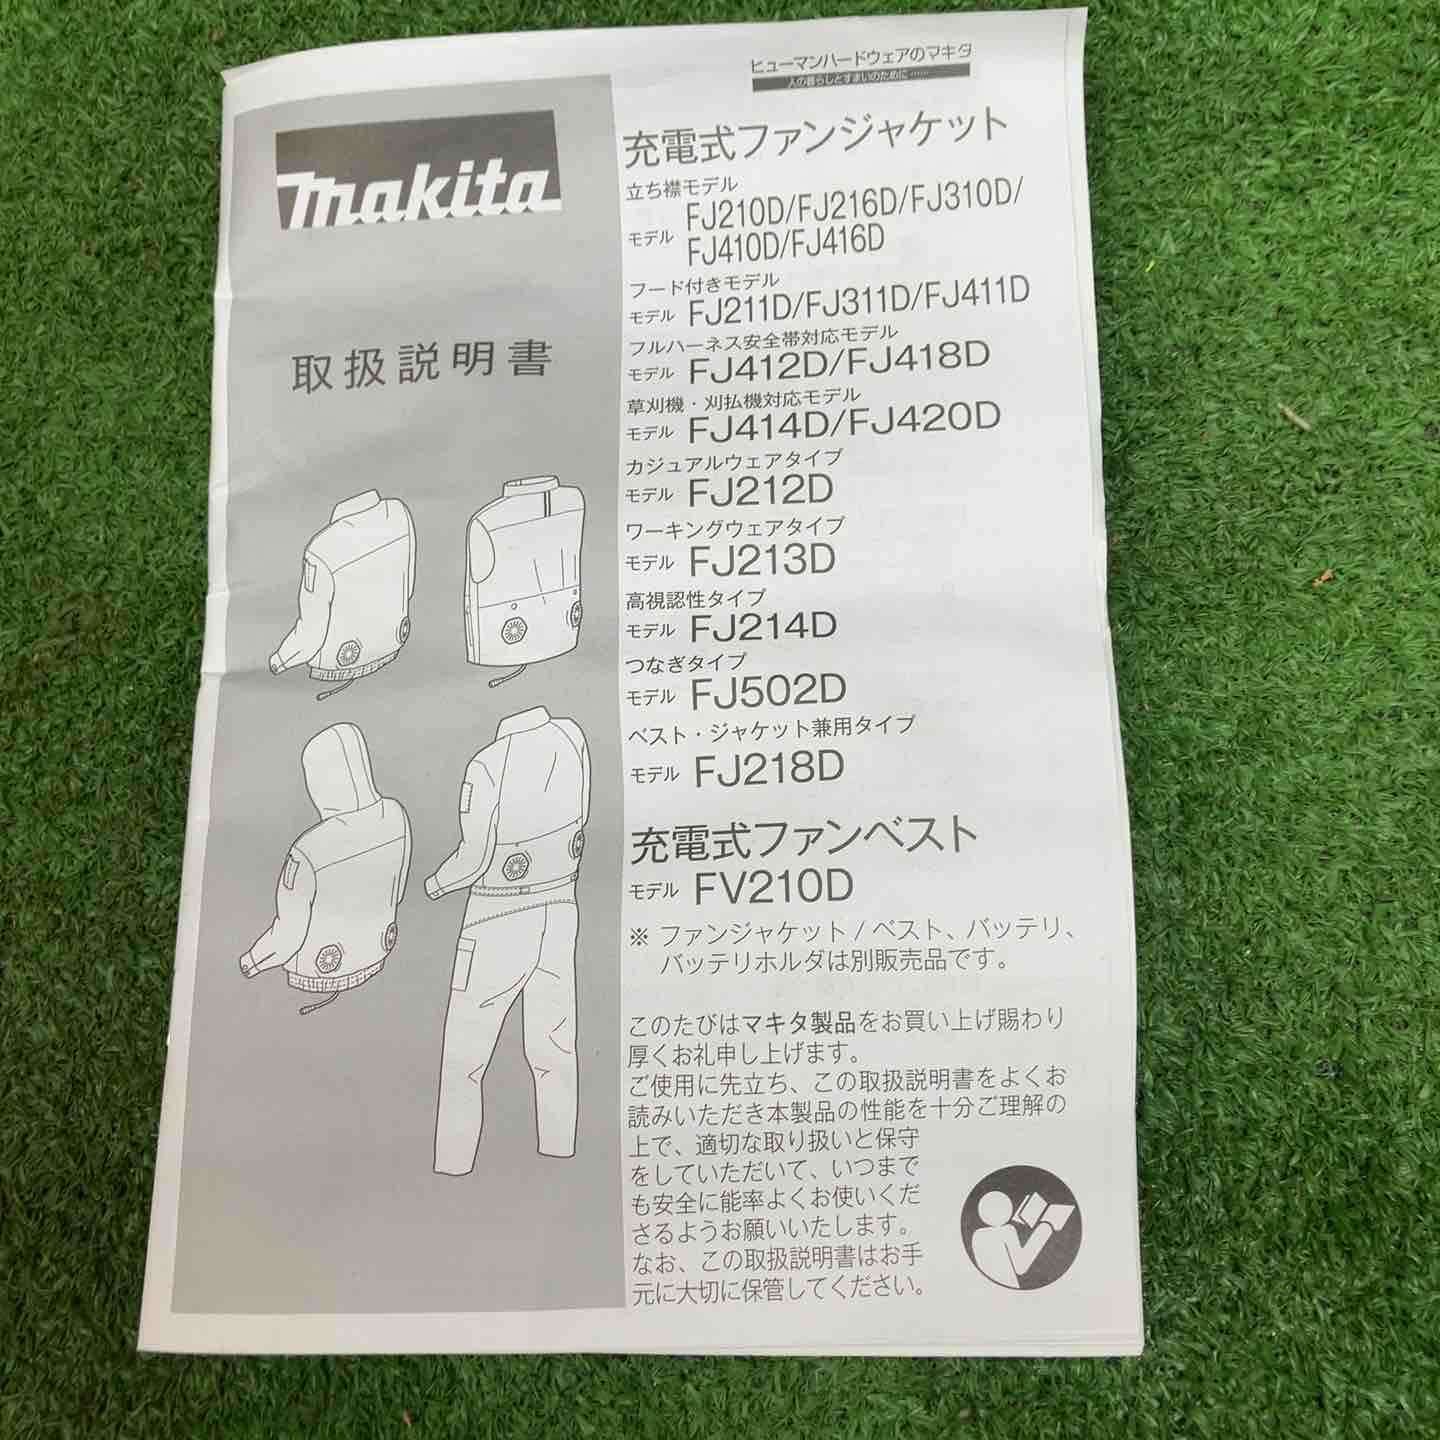 ヒューマンハードウェアのマキタ
人の暮らしとすまいのために……
makita
取扱説明書
充電式ファンジャケット
立ち襟モデル
モデル FJ210D/FJ216D/FJ310D/
FJ410D/FJ416D
フード付きモデル
モデル FJ211D/FJ311D/FJ411D
フルハーネス安全帯対応モデル
モデル FJ412D/FJ418D
草刈機・刈払機対応モデル
モデル FJ414D/FJ420D
カジュアルウェアタイプ
モデル FJ212D
ワーキングウェアタイプ
モデル FJ213D
高視認性タイプ
モデル FJ214D
つなぎタイプ
モデル FJ502D
ベスト・ジャケット兼用タイプ
モデル FJ218D
充電式ファンベスト
モデル FV210D
※ ファンジャケット / ベスト、バッテリ、
バッテリホルダは別販売品です。
このたびはマキタ製品をお買い上げ賜わり
厚くお礼申し上げます。
ご使用に先立ち、この取扱説明書をよくお
読みいただき本製品の性能を十分ご理解の
上で、適切な取り扱いと保守
をしていただいて、いつまで
も安全に能率よくお使いくだ
さるようお願いいたします。
なお、この取扱説明書はお手
元に大切に保管してください。